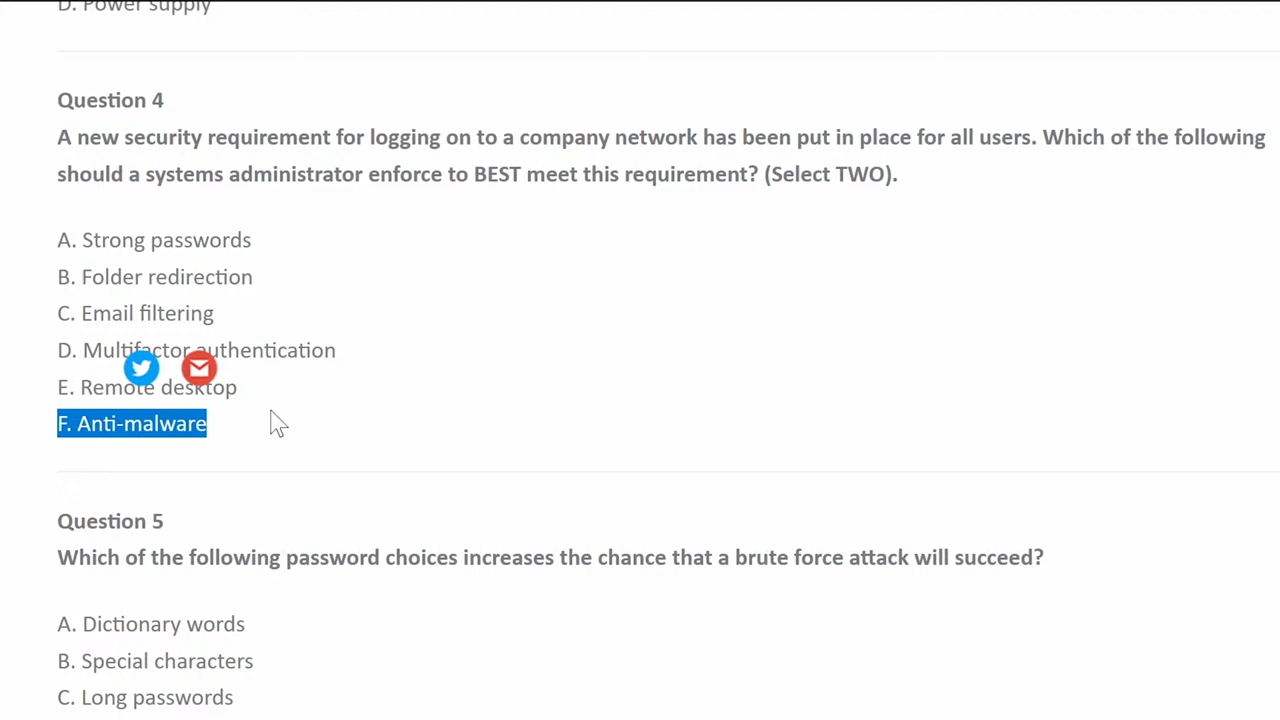 D. Power supply
Question 4
A new security requirement for logging on to a company network has been put in place for all users. Which of the following
should a systems administrator enforce to BEST meet this requirement? (Select TWO).
A. Strong passwords
B. Folder redirection
C. Email filtering
D. Multifactor authentication
E. Remote desktop
F. Anti-malware
Question 5
Which of the following password choices increases the chance that a brute force attack will succeed?
A. Dictionary words
B. Special characters
C. Long passwords